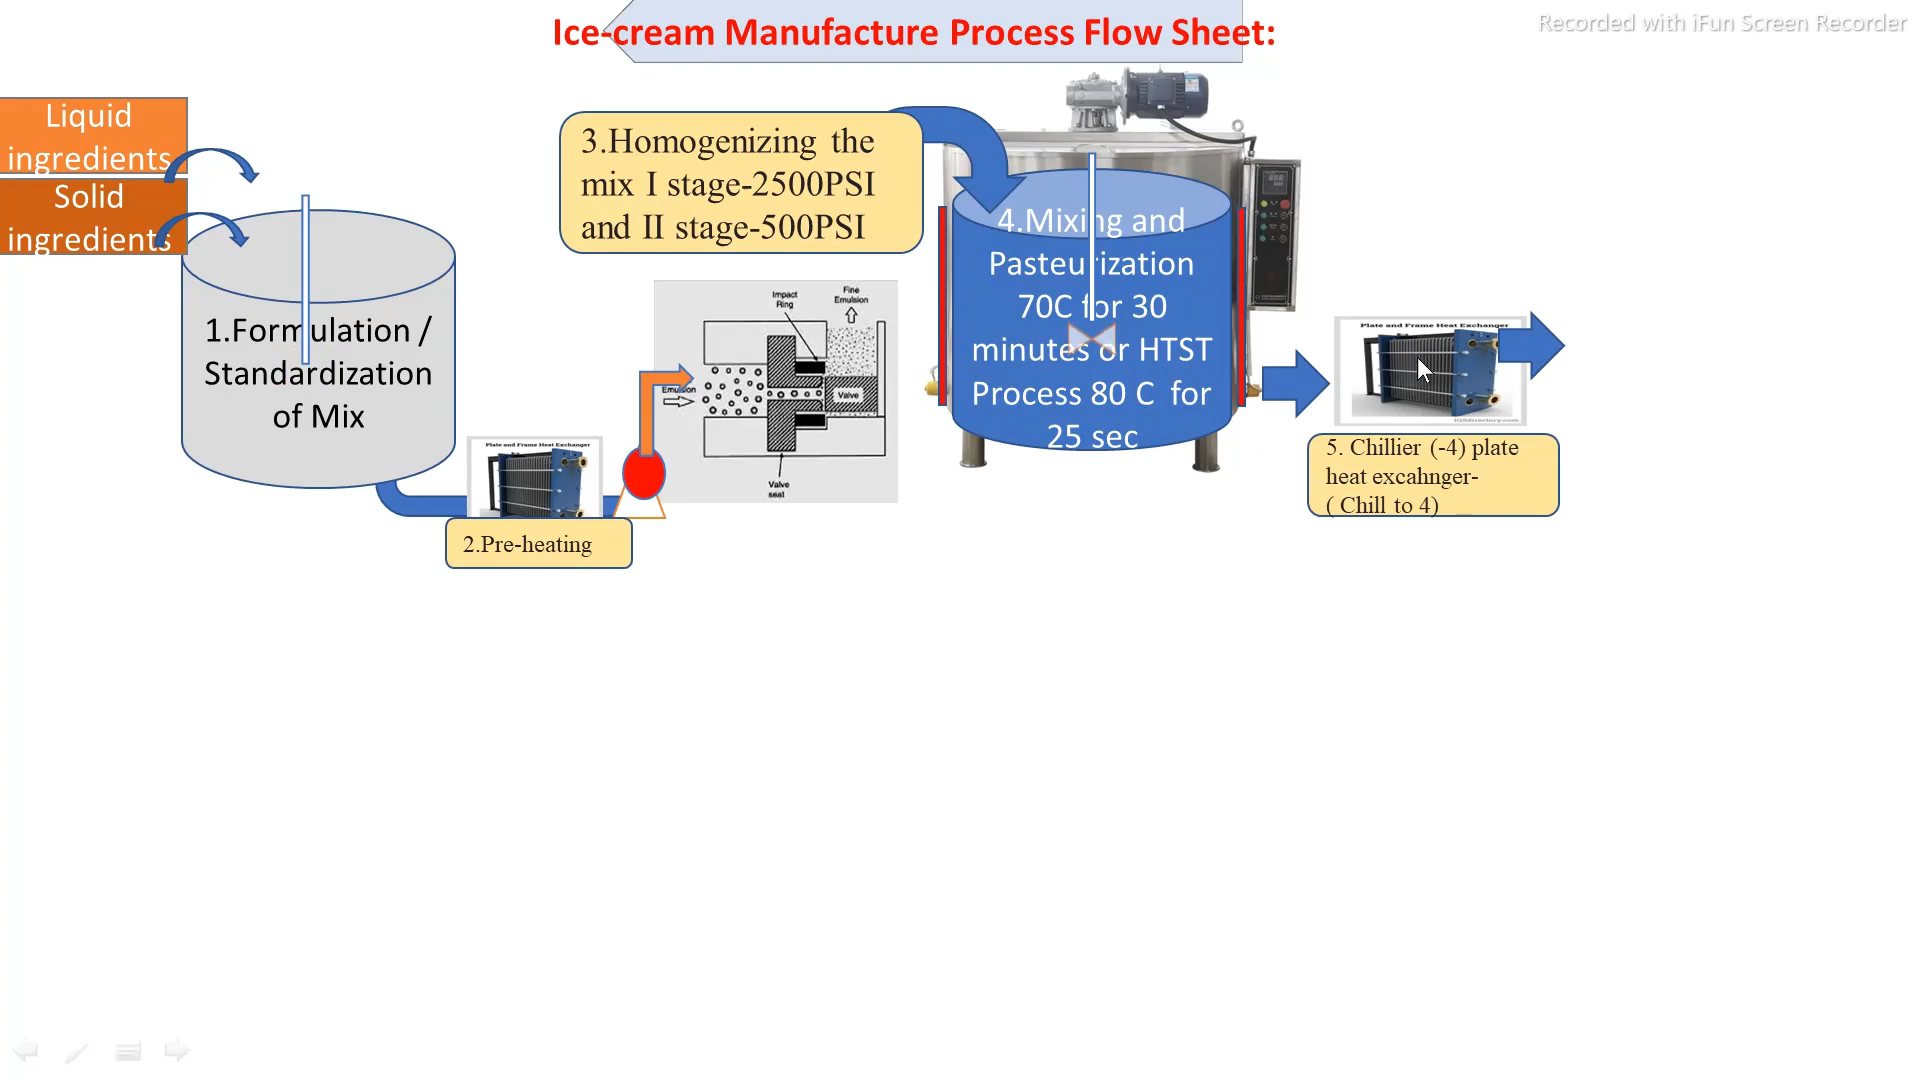 Ice-cream Manufacture Process Flow Sheet:
Recorded with iFun Screen Recorder
Liquid
ingredients
Solid
ingredients
1.Formulation /
Standardization
of Mix
Plate and Frame Heat Exchanger
2.Pre-heating
3.Homogenizing the
mix I stage-2500PSI
and II stage-500PSI
Impact
Ring
Fine
Emulsion
Emulsion
Valve
Valve
seat
4.Mixing and
Pasteurization
70C for 30
minutes or HTST
Process 80 C for
25 sec
Plate and Frame Heat Exchanger
IQSdirectory.com
5. Chillier (-4) plate
heat excahnger-
( Chill to 4)